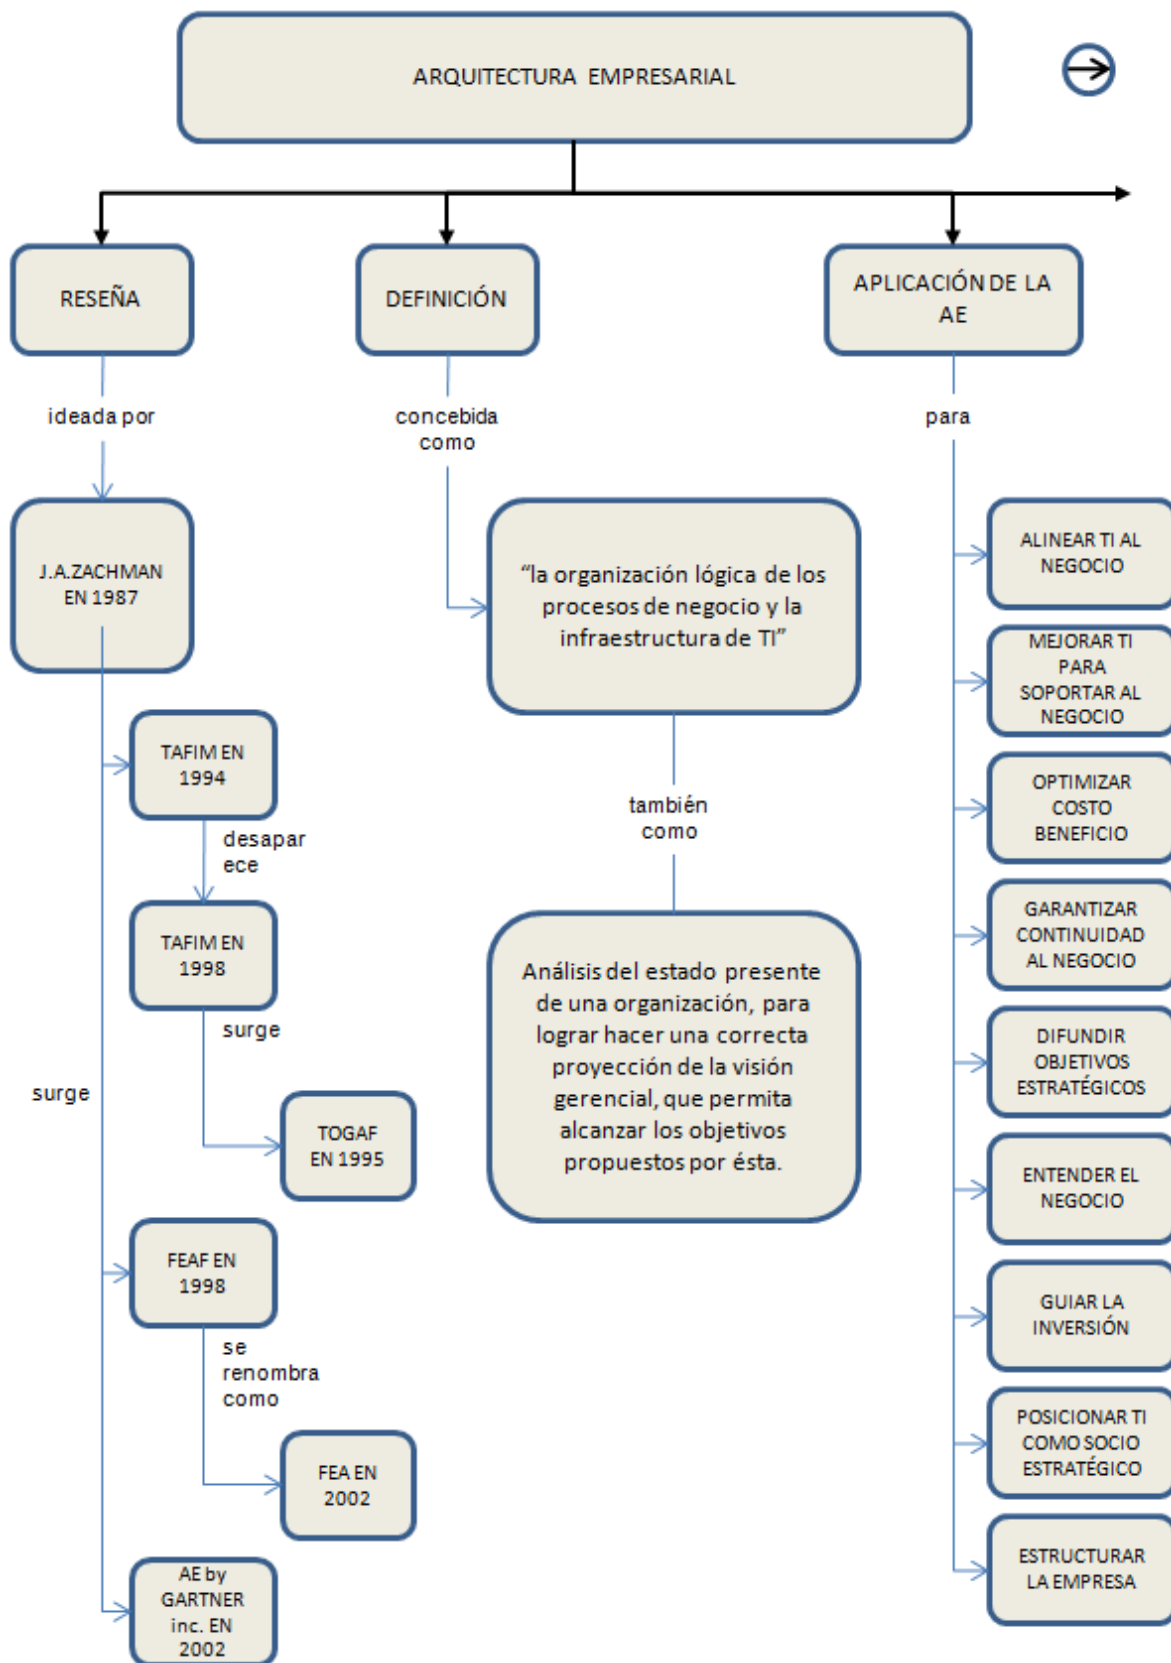 ARQUITECTURA EMPRESARIAL
RESEÑA
DEFINICIÓN
APLICACIÓN DE LA
AE
ideada por
concebida
como
para
J.A.ZACHMAN
EN 1987
"la organización lógica de los
procesos de negocio y la
infraestructura de TI"
también
como
Análisis del estado presente
de una organización, para
lograr hacer una correcta
proyección de la visión
gerencial, que permita
alcanzar los objetivos
propuestos por ésta.
surge
TAFIM EN
1994
desapar
ece
TAFIM EN
1998
surge
TOGAF
EN 1995
FEAF EN
1998
se
renombra
como
FEA EN
2002
AE by
GARTNER
inc. EN
2002
ALINEAR TI AL
NEGOCIO
MEJORAR TI
PARA
SOPORTAR AL
NEGOCIO
OPTIMIZAR
COSTO
BENEFICIO
GARANTIZAR
CONTINUIDAD
AL NEGOCIO
DIFUNDIR
OBJETIVOS
ESTRATÉGICOS
ENTENDER EL
NEGOCIO
GUIAR LA
INVERSIÓN
POSICIONAR TI
COMO SOCIO
ESTRATÉGICO
ESTRUCTURAR
LA EMPRESA